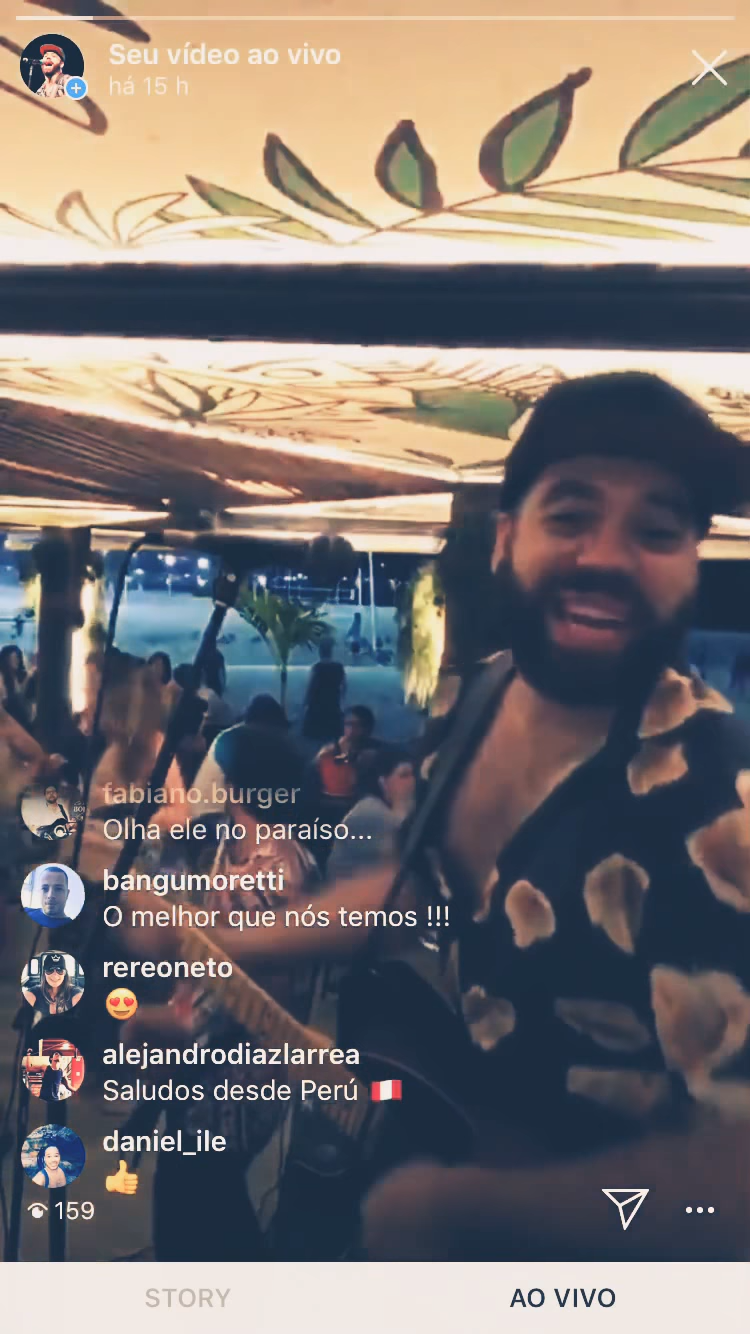 Seu vídeo ao vivo
há 15 h
fabiano.burger
Olha ele no paraíso...
bangumoretti
O melhor que nós temos !!!
rereoneto
😍
alejandrodiazlarrea
Saludos desde Perú 🇵🇪
daniel_ile
👍
159
STORY
AO VIVO